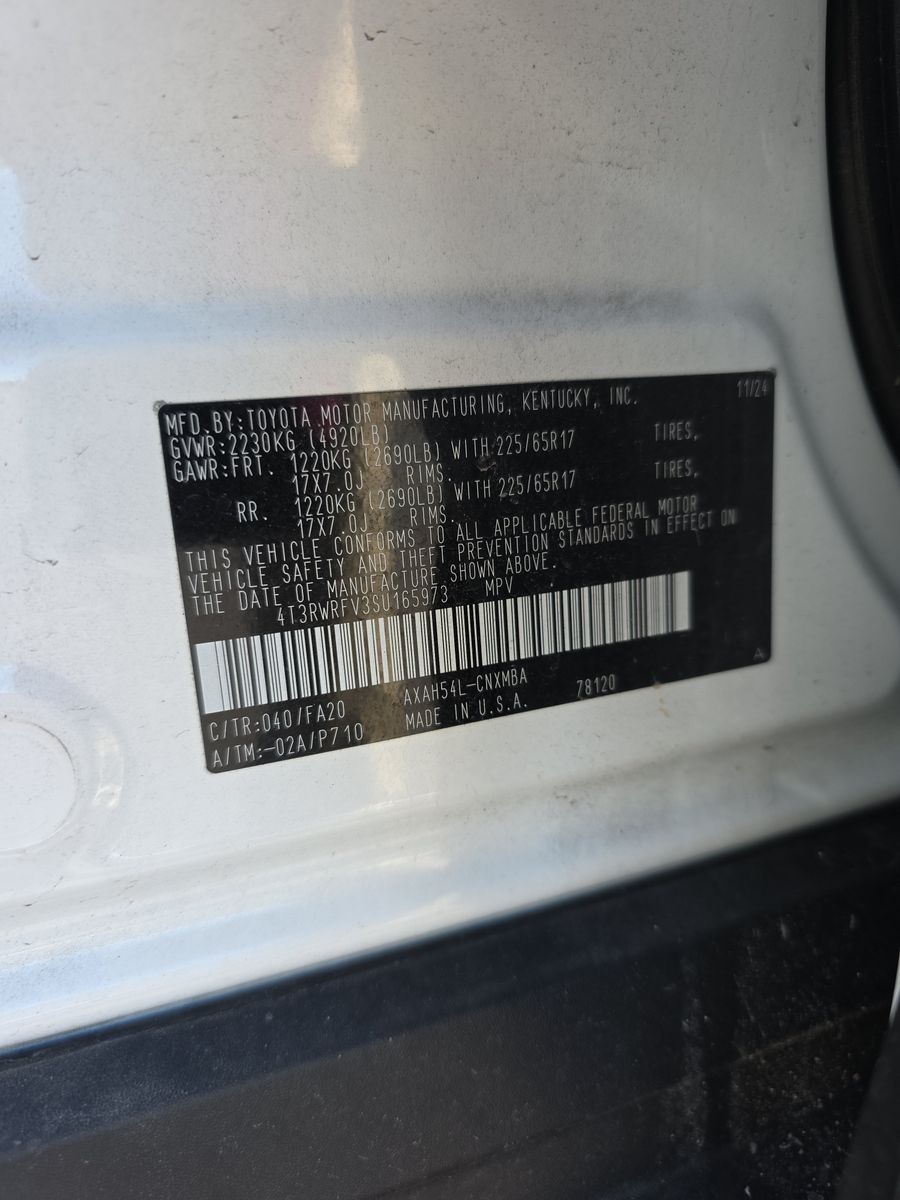 MFD.BY:TOYOTA MOTOR MANUFACTURING, KENTUCKY, INC. 11/24
GVWR:2230KG (4920LB)
GAWR:FRT. 1220KG (2690LB) WITH 225/65R17 TIRES,
17X7.0J RIMS.
RR. 1220KG (2690LB) WITH 225/65R17 TIRES,
17X7.0J RIMS.
THIS VEHICLE CONFORMS TO ALL APPLICABLE FEDERAL MOTOR
VEHICLE SAFETY AND THEFT PREVENTION STANDARDS IN EFFECT ON
THE DATE OF MANUFACTURE SHOWN ABOVE.
4T3RWRFV3SU165973 MPV
A
C/TR:040/FA20 AXAH54L-CNXMBA 78120
A/TM:-02A/P710 MADE IN U.S.A.